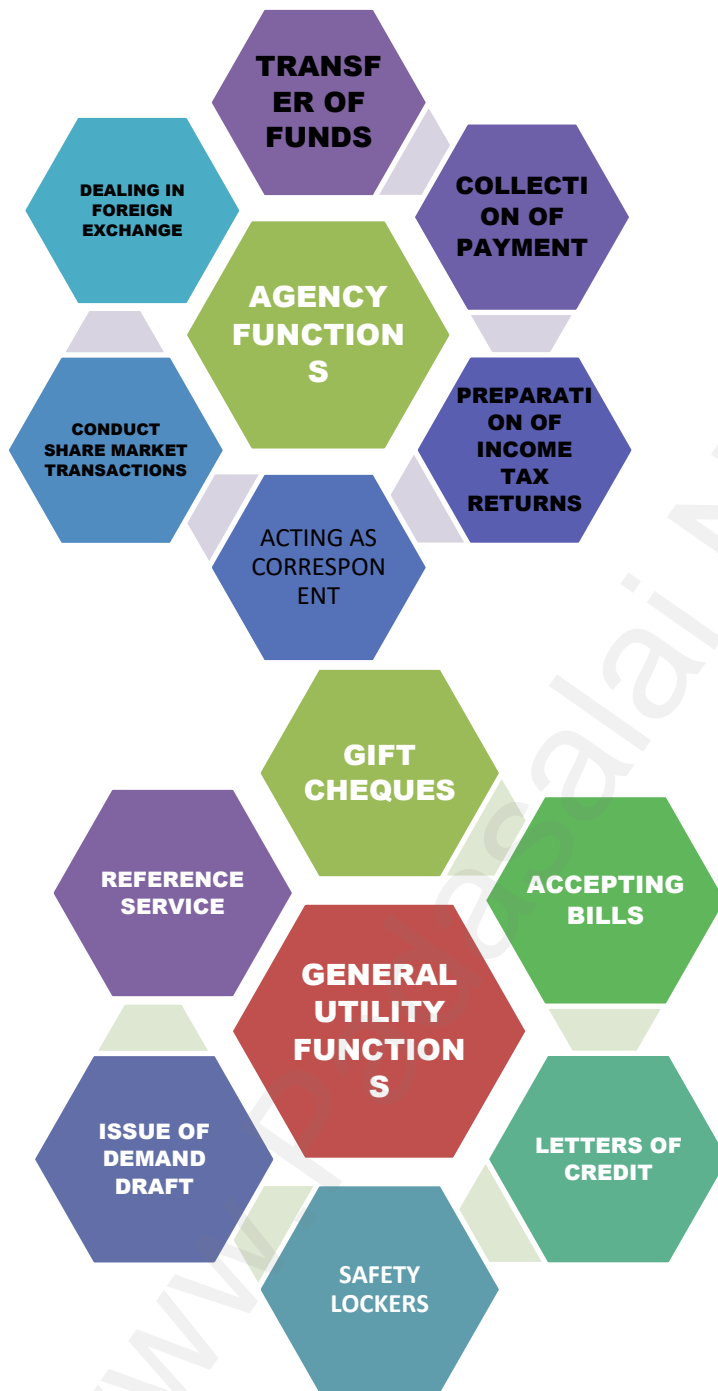 TRANSF
ER OF
FUNDS
DEALING IN
FOREIGN
EXCHANGE
COLLECTI
ON OF
PAYMENT
AGENCY
FUNCTION
S
CONDUCT
SHARE MARKET
TRANSACTIONS
PREPARATI
ON OF
INCOME
TAX
RETURNS
ACTING AS
CORRESPON
ENT
GIFT
CHEQUES
REFERENCE
SERVICE
ACCEPTING
BILLS
GENERAL
UTILITY
FUNCTION
S
ISSUE OF
DEMAND
DRAFT
LETTERS OF
CREDIT
SAFETY
LOCKERS